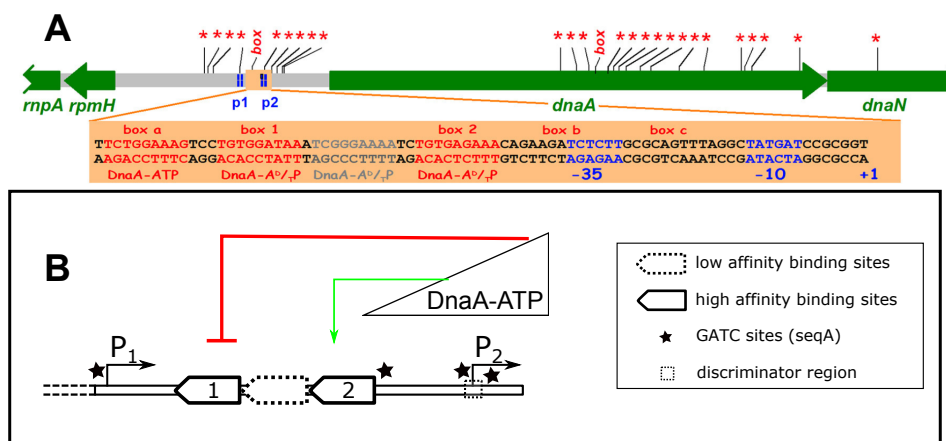 A
box box
p1 p2
rnpA rpmH dnaA dnaN
box a box 1 box 2 box b box c
TTCTGGAAAGTCCTGTGGATAAATCGGGAAAATCTGTGAGAAACAGAAGATCTCTTGCGCAGTTTAGGCTATGATCCGCGGT
AAGACCTTTCAGGACACCTATTTAGCCCTTTTAGACACTCTTTGTCTTCTAGAGAACGCGTCAAATCCGATACTAGGCGCCA
DnaA-ATP DnaA-AD/TP DnaA-AD/TP DnaA-AD/TP -35 -10 +1
B
DnaA-ATP
P1 P2
1 2
low affinity binding sites
high affinity binding sites
GATC sites (seqA)
discriminator region